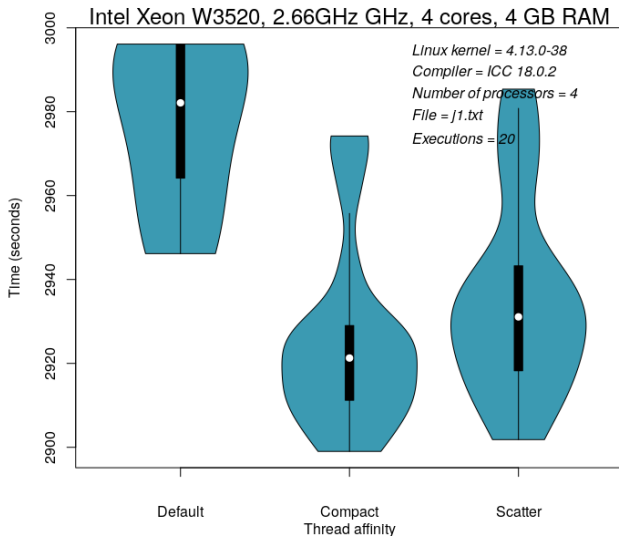 Intel Xeon W3520, 2.66GHz GHz, 4 cores, 4 GB RAM
Linux kernel = 4.13.0-38
Compiler = ICC 18.0.2
Number of processors = 4
File = j1.txt
Executions = 20
Time (seconds)
3000
2980
2960
2940
2920
2900
Default Compact Scatter
Thread affinity